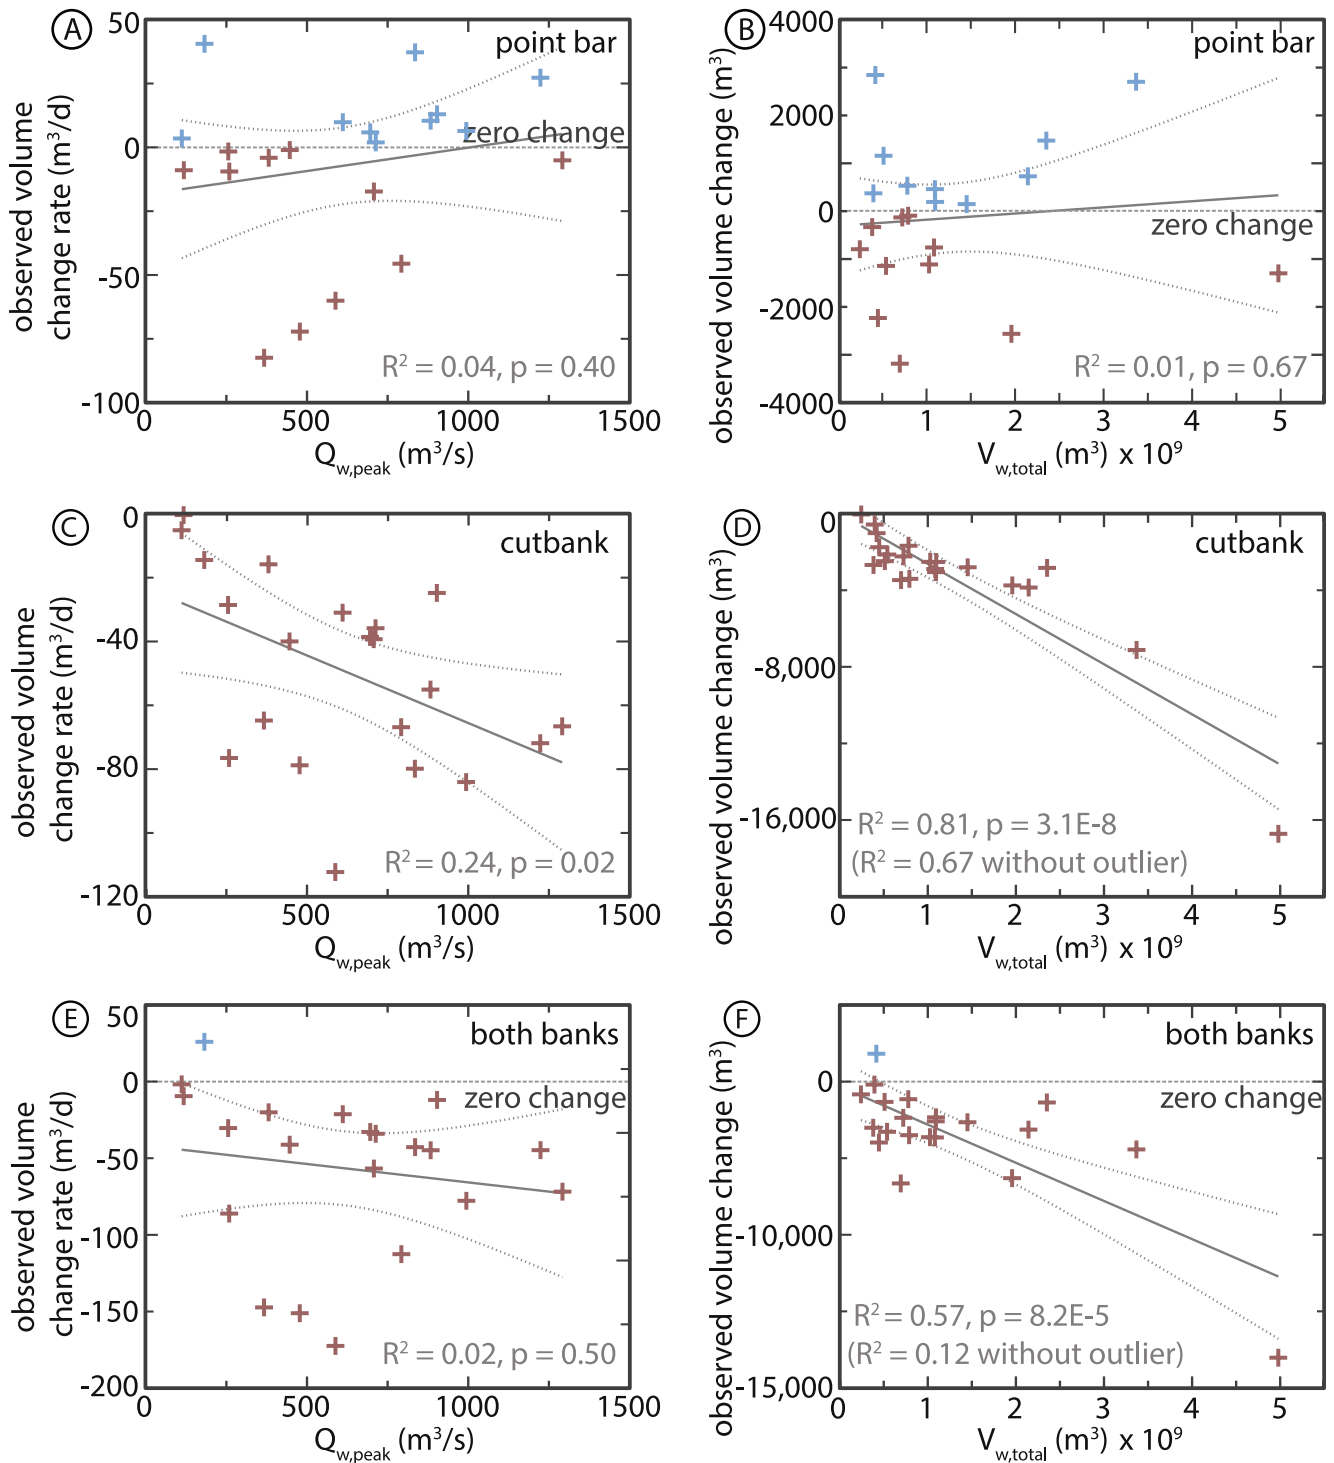 A
point bar
zero change
50
0
-50
-100
observed volume
change rate (m³/d)
R² = 0.04, p = 0.40
0
500
1000
1500
Q_w,peak (m³/s)
B
point bar
zero change
4000
2000
0
-2000
-4000
observed volume change (m³)
R² = 0.01, p = 0.67
1
2
3
4
5
V_w,total (m³) x 10⁹
C
cutbank
0
-40
-80
-120
observed volume
change rate (m³/d)
R² = 0.24, p = 0.02
0
500
1000
1500
Q_w,peak (m³/s)
D
cutbank
0
-8,000
-16,000
observed volume change (m³)
R² = 0.81, p = 3.1E-8
(R² = 0.67 without outlier)
0
1
2
3
4
5
V_w,total (m³) x 10⁹
E
both banks
zero change
50
0
-50
-100
-150
-200
observed volume
change rate (m³/d)
R² = 0.02, p = 0.50
0
500
1000
1500
Q_w,peak (m³/s)
F
both banks
zero change
0
-10,000
-15,000
observed volume change (m³)
R² = 0.57, p = 8.2E-5
(R² = 0.12 without outlier)
0
1
2
3
4
5
V_w,total (m³) x 10⁹